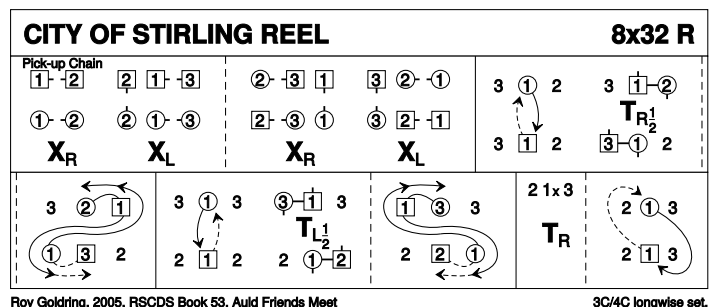 CITY OF STIRLING REEL 8x32 R
Pick-up Chain
1 2 2 1 3 2 3 1 3 2 1 3 1 2 3 1 2
1 2 2 1 3 2 3 1 3 2 1 3 1 2 3 1 2
XR XL XR XL TR½
3 2 1 3 1 3 3 1 3 1 3 3 2 1x 3 2 1 3
TL½ TR
1 3 2 2 1 2 2 1 2 2 2 1 2 1 3
Roy Goldring, 2005, RSCDS Book 53, Auld Friends Meet 3C/4C longwise set.